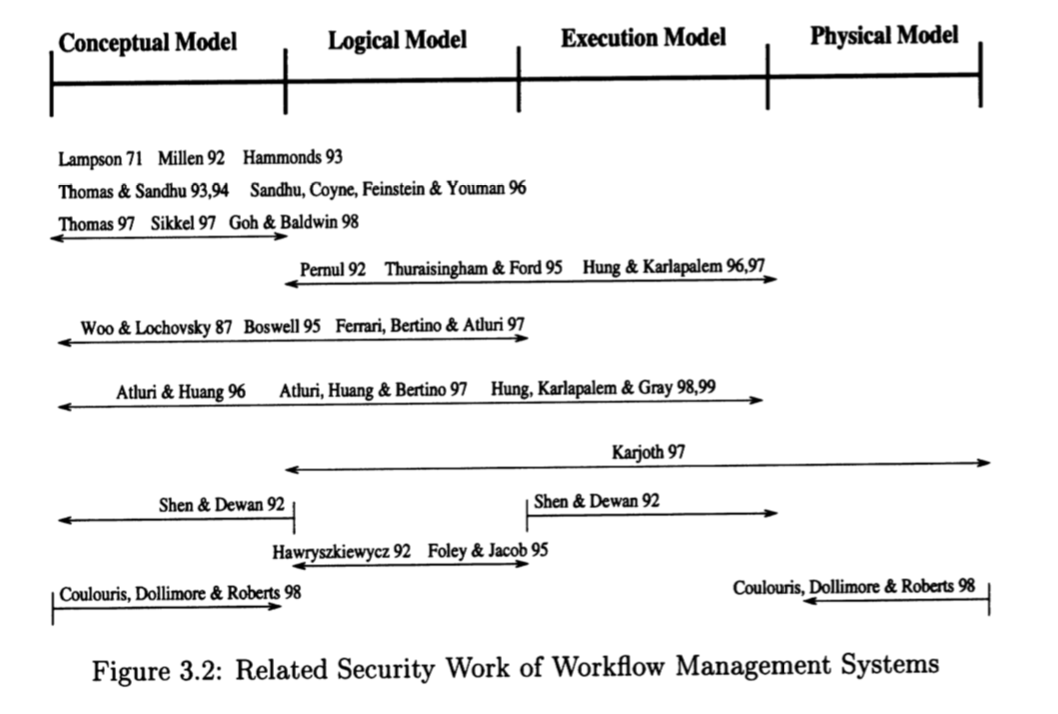 Conceptual Model Logical Model Execution Model Physical Model
Lampson 71 Millen 92 Hammonds 93
Thomas & Sandhu 93,94 Sandhu, Coyne, Feinstein & Youman 96
Thomas 97 Sikkel 97 Goh & Baldwin 98
Pernul 92 Thuraisingham & Ford 95 Hung & Karlapalem 96,97
Woo & Lochovsky 87 Boswell 95 Ferrari, Bertino & Atluri 97
Atluri & Huang 96 Atluri, Huang & Bertino 97 Hung, Karlapalem & Gray 98,99
Karjoth 97
Shen & Dewan 92 Shen & Dewan 92
Hawryszkiewycz 92 Foley & Jacob 95
Coulouris, Dollimore & Roberts 98 Coulouris, Dollimore & Roberts 98
Figure 3.2: Related Security Work of Workflow Management Systems